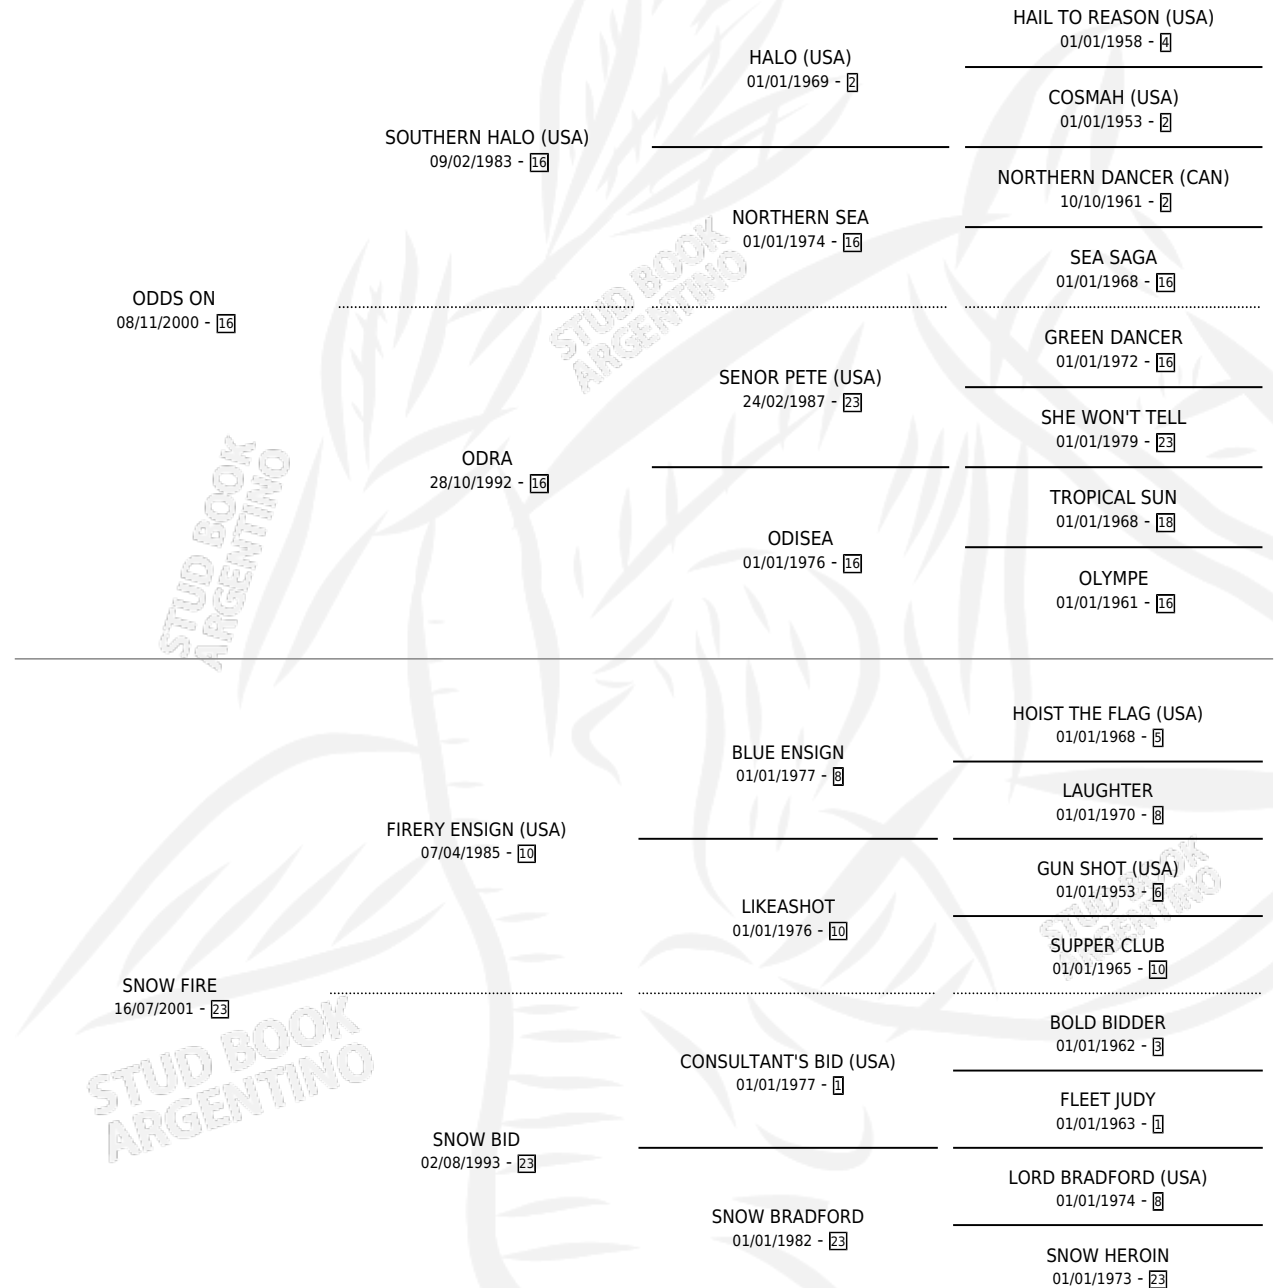 HAIL TO REASON (USA)
01/01/1958 - 4
HALO (USA)
01/01/1969 - 2
COSMAH (USA)
01/01/1953 - 2
SOUTHERN HALO (USA)
09/02/1983 - 16
NORTHERN DANCER (CAN)
10/10/1961 - 2
NORTHERN SEA
01/01/1974 - 16
SEA SAGA
01/01/1968 - 16
STUD BOOK
ARGENTINO
ODDS ON
08/11/2000 - 16
GREEN DANCER
01/01/1972 - 16
SENOR PETE (USA)
24/02/1987 - 23
SHE WON'T TELL
01/01/1979 - 23
ODRA
28/10/1992 - 16
TROPICAL SUN
01/01/1968 - 18
ODISEA
01/01/1976 - 16
OLYMPE
01/01/1961 - 16
STUD BOOK
ARGENTINO
HOIST THE FLAG (USA)
01/01/1968 - 5
BLUE ENSIGN
01/01/1977 - 8
LAUGHTER
01/01/1970 - 8
FIRERY ENSIGN (USA)
07/04/1985 - 10
GUN SHOT (USA)
01/01/1953 - 6
LIKEASHOT
01/01/1976 - 10
SUPPER CLUB
01/01/1965 - 10
STUD BOOK
ARGENTINO
SNOW FIRE
16/07/2001 - 23
BOLD BIDDER
01/01/1962 - 3
CONSULTANT'S BID (USA)
01/01/1977 - 1
FLEET JUDY
01/01/1963 - 1
STUD BOOK
ARGENTINO
SNOW BID
02/08/1993 - 23
LORD BRADFORD (USA)
01/01/1974 - 8
SNOW BRADFORD
01/01/1982 - 23
SNOW HEROIN
01/01/1973 - 23